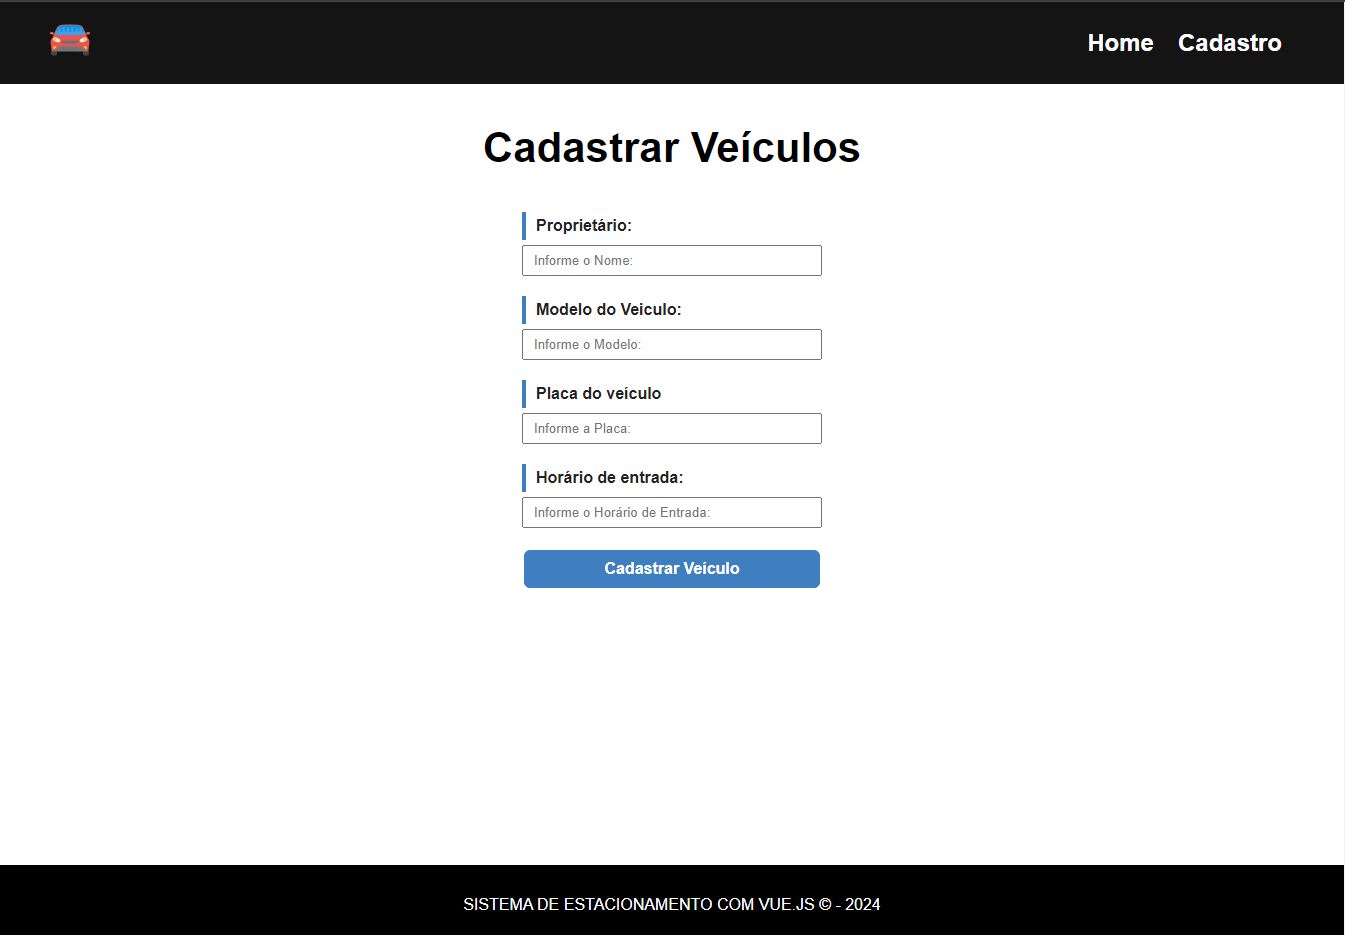 Home Cadastro
Cadastrar Veículos
Proprietário:
Informe o Nome:
Modelo do Veiculo:
Informe o Modelo:
Placa do veículo
Informe a Placa:
Horário de entrada:
Informe o Horário de Entrada:
Cadastrar Veículo
SISTEMA DE ESTACIONAMENTO COM VUE.JS © - 2024